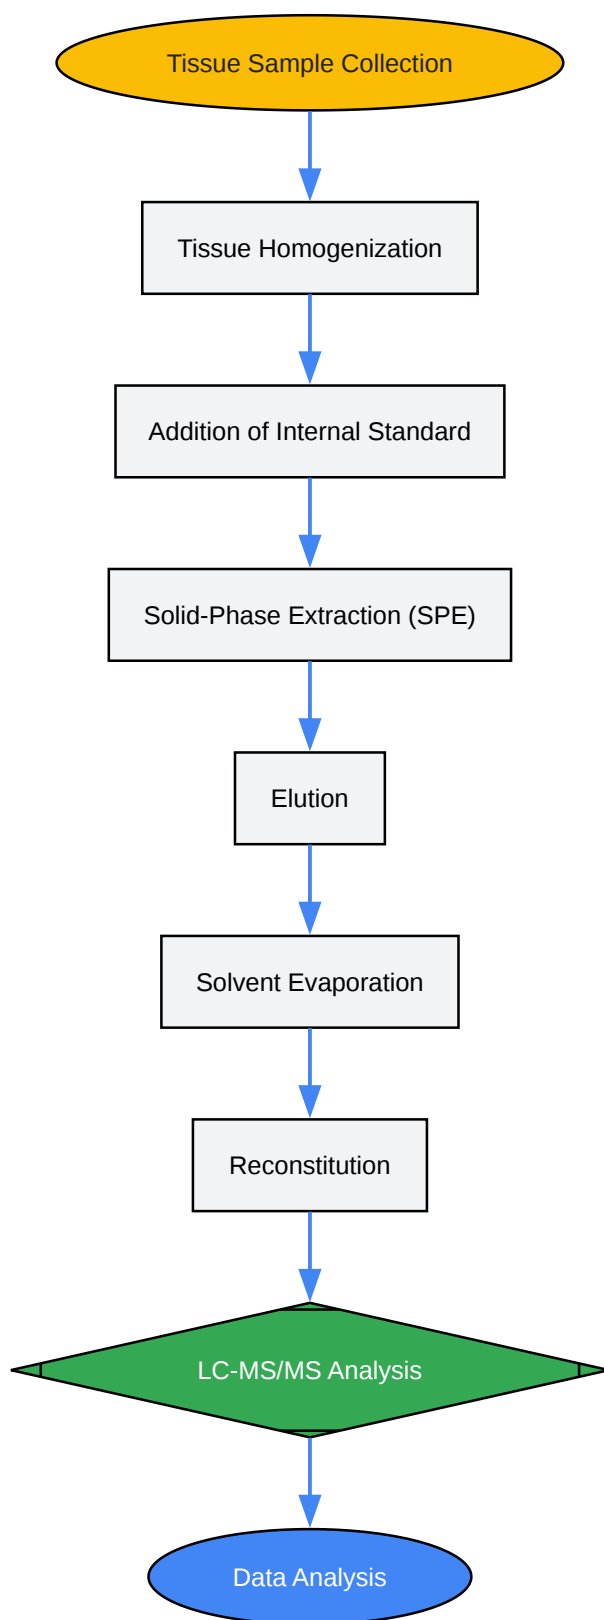 Tissue Sample Collection
Tissue Homogenization
Addition of Internal Standard
Solid-Phase Extraction (SPE)
Elution
Solvent Evaporation
Reconstitution
LC-MS/MS Analysis
Data Analysis